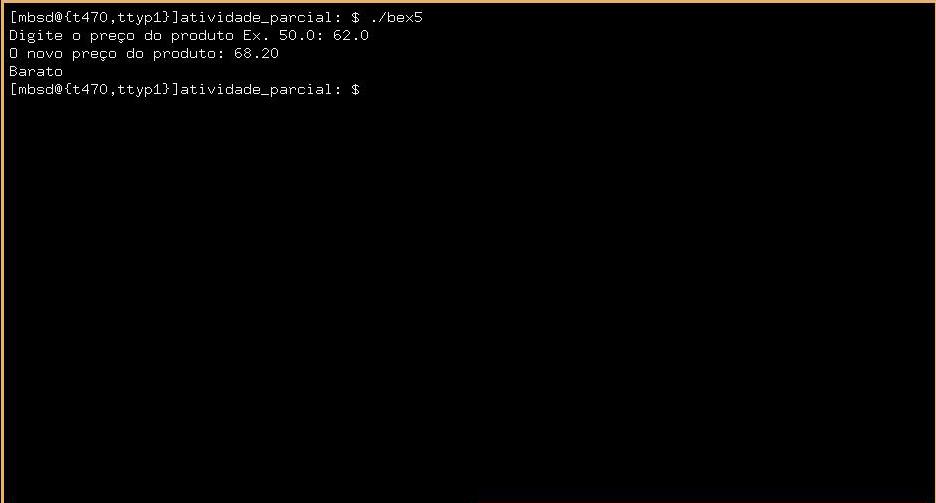 [mbsd@{t470,ttyp1}]atividade_parcial: $ ./bex5
Digite o preço do produto Ex. 50.0: 62.0
O novo preço do produto: 68.20
Barato
[mbsd@{t470,ttyp1}]atividade_parcial: $